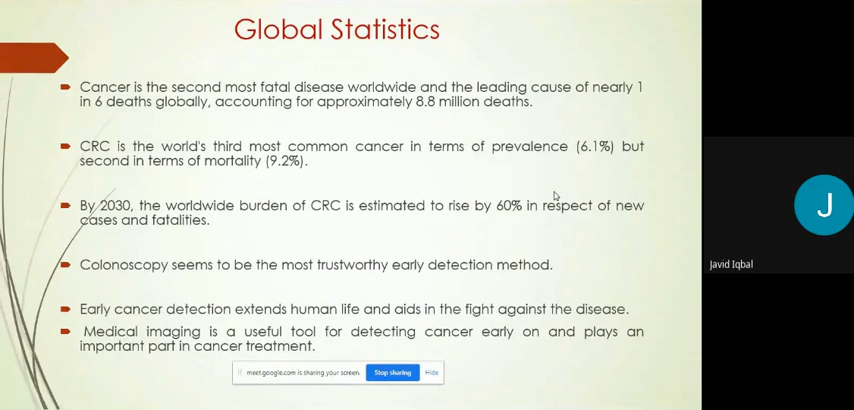 Global Statistics
Cancer is the second most fatal disease worldwide and the leading cause of nearly 1
in 6 deaths globally, accounting for approximately 8.8 million deaths.
CRC is the world's third most common cancer in terms of prevalence (6.1%) but
second in terms of mortality (9.2%).
By 2030, the worldwide burden of CRC is estimated to rise by 60% in respect of new
cases and fatalities.
Colonoscopy seems to be the most trustworthy early detection method.
Early cancer detection extends human life and aids in the fight against the disease.
Medical imaging is a useful tool for detecting cancer early on and plays an
important part in cancer treatment.
meet.google.com is sharing your screen. Stop sharing Hide
J
Javid Iqbal